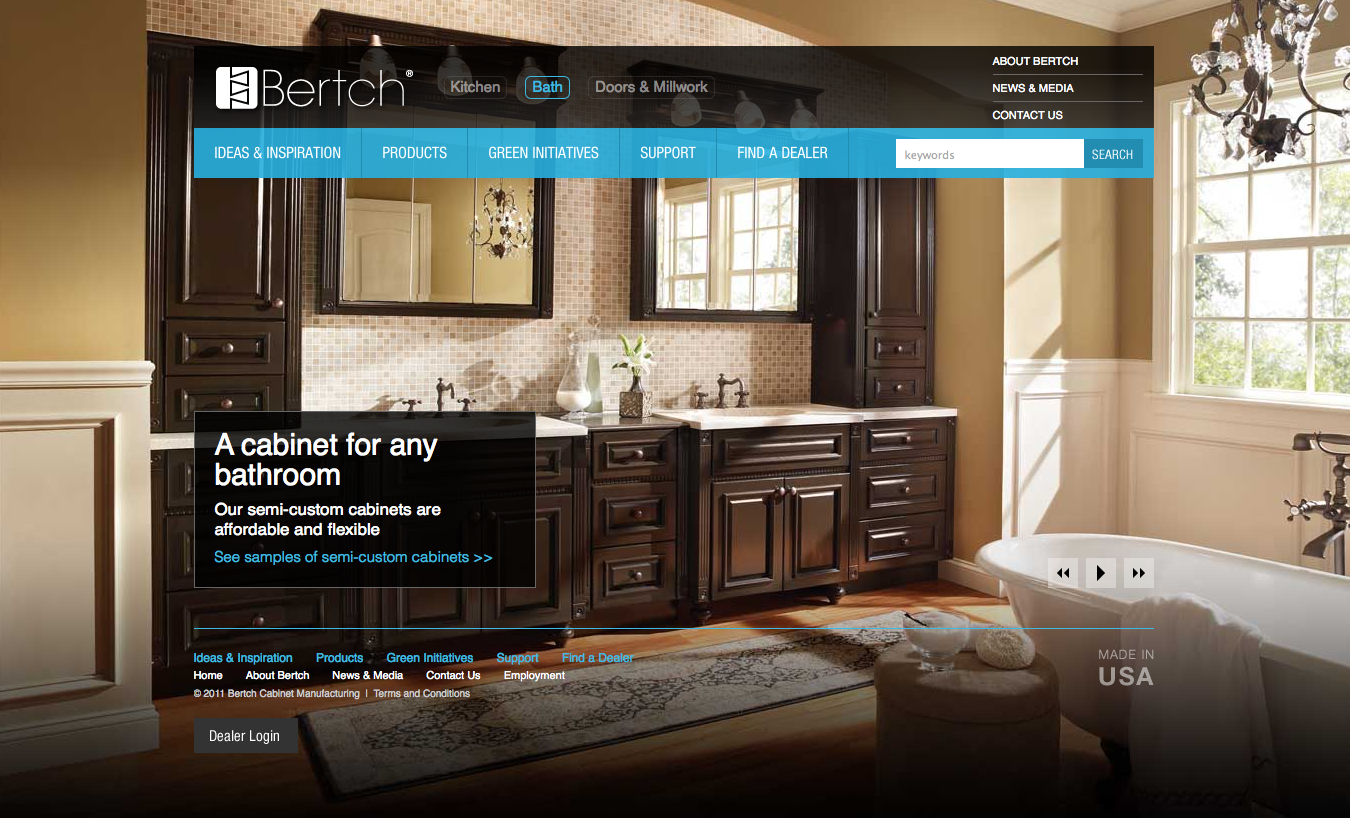 Bertch®
Kitchen Bath Doors & Millwork
ABOUT BERTCH
NEWS & MEDIA
CONTACT US
IDEAS & INSPIRATION PRODUCTS GREEN INITIATIVES SUPPORT FIND A DEALER keywords SEARCH
A cabinet for any
bathroom
Our semi-custom cabinets are
affordable and flexible
See samples of semi-custom cabinets >>
Ideas & Inspiration Products Green Initiatives Support Find a Dealer
Home About Bertch News & Media Contact Us Employment
© 2011 Bertch Cabinet Manufacturing | Terms and Conditions
MADE IN
USA
Dealer Login